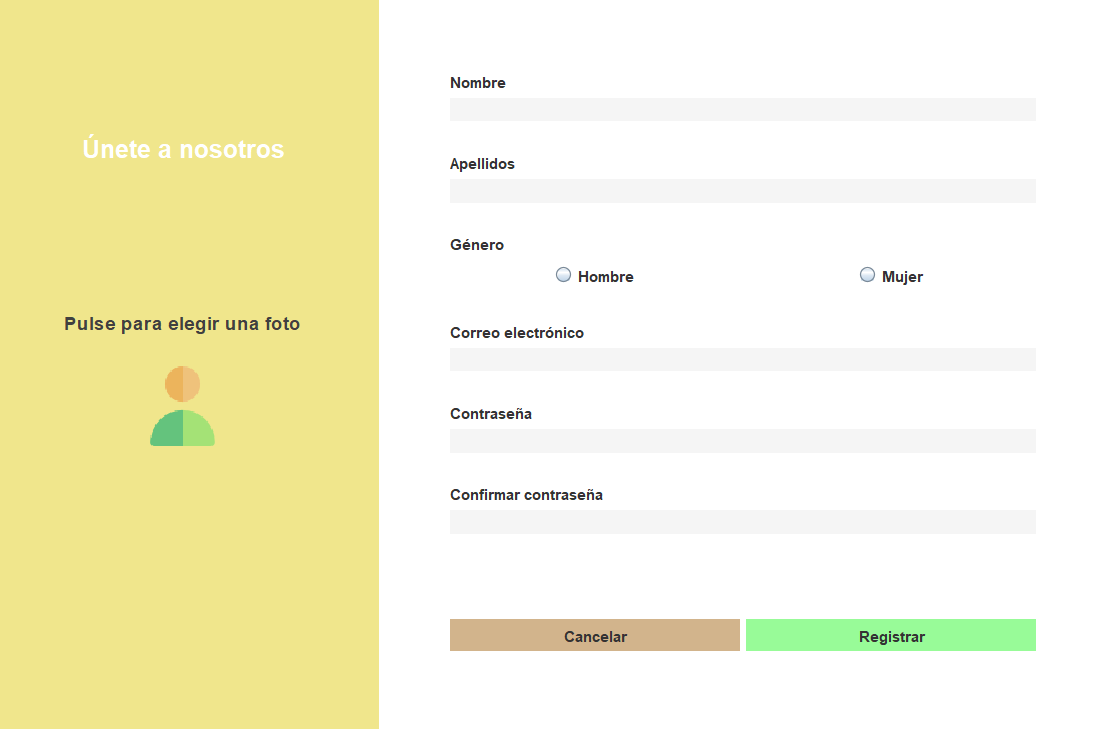 Únete a nosotros
Pulse para elegir una foto
Nombre
Apellidos
Género
Hombre Mujer
Correo electrónico
Contraseña
Confirmar contraseña
Cancelar Registrar